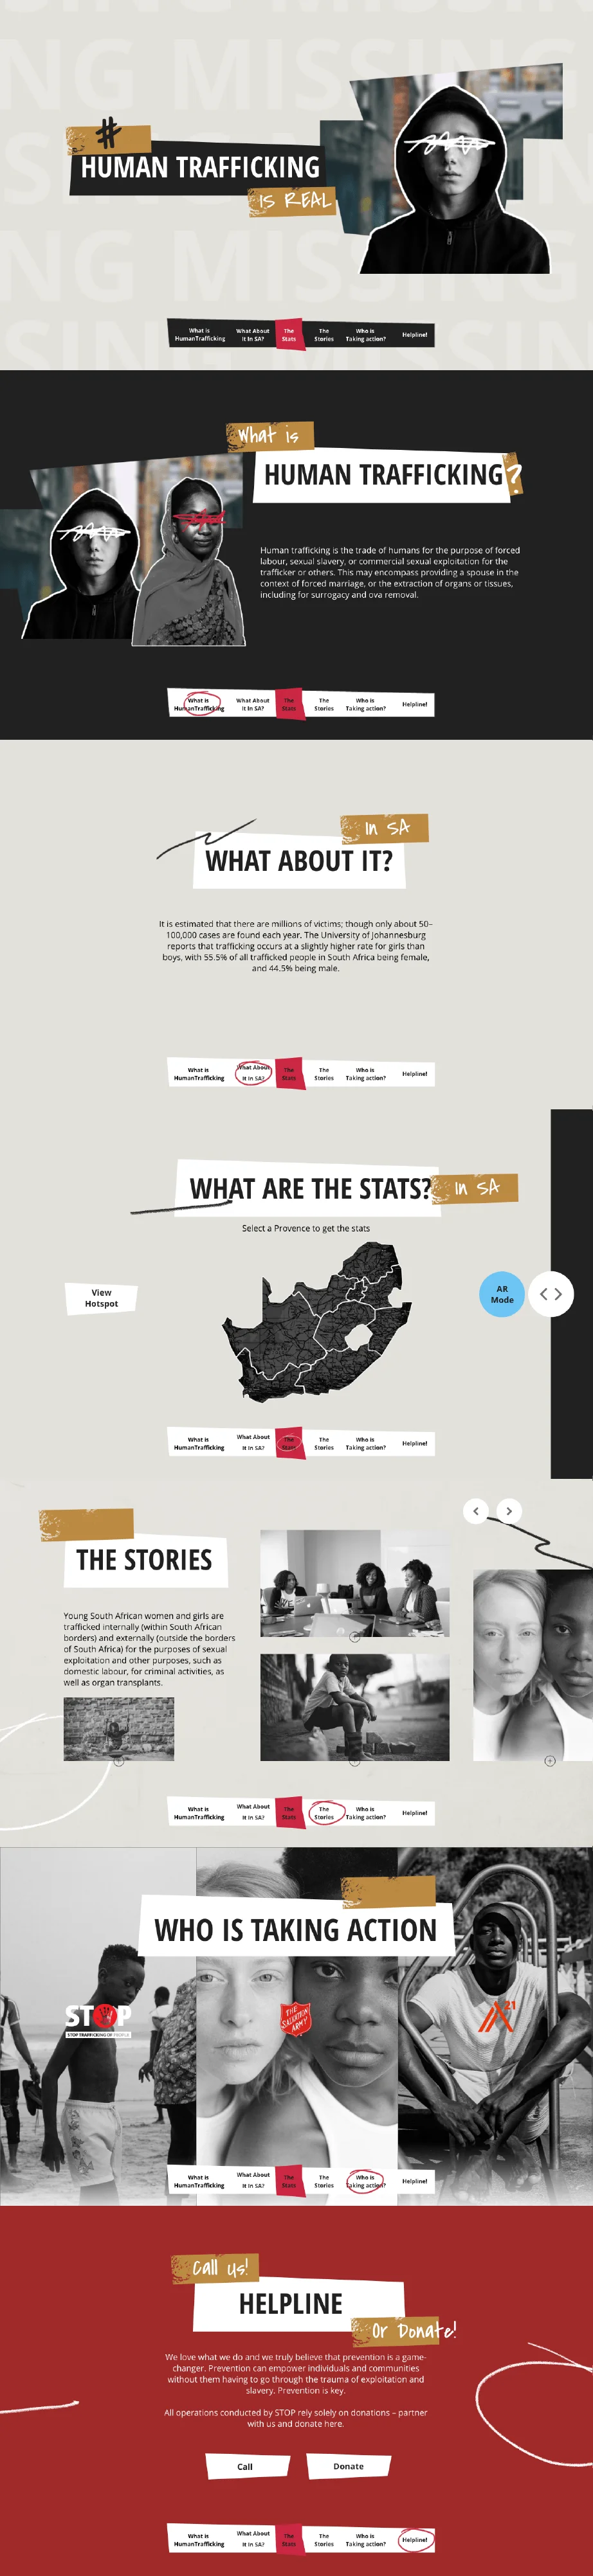 NG MISSING
#
HUMAN TRAFFICKING
IS REAL
NG MISSING
What is
HumanTrafficking
What About
It In SA?
The
Stats
The
Stories
Who is
Taking action?
Helpline!
What is
HUMAN TRAFFICKING?
Human trafficking is the trade of humans for the purpose of forced
labour, sexual slavery, or commercial sexual exploitation for the
trafficker or others. This may encompass providing a spouse in the
context of forced marriage, or the extraction of organs or tissues,
including for surrogacy and ova removal.
What is
HumanTrafficking
What About
It In SA?
The
Stats
The
Stories
Who is
Taking action?
Helpline!
In SA
WHAT ABOUT IT?
It is estimated that there are millions of victims; though only about 50-
100,000 cases are found each year. The University of Johannesburg
reports that trafficking occurs at a slightly higher rate for girls than
boys, with 55.5% of all trafficked people in South Africa being female,
and 44.5% being male.
What is
HumanTrafficking
What About
It In SA?
The
Stats
The
Stories
Who is
Taking action?
Helpline!
WHAT ARE THE STATS?
In SA
Select a Provence to get the stats
View
Hotspot
AR
Mode
What is
HumanTrafficking
What About
It In SA?
The
Stats
The
Stories
Who is
Taking action?
Helpline!
THE STORIES
Young South African women and girls are
trafficked internally (within South African
borders) and externally (outside the borders
of South Africa) for the purposes of sexual
exploitation and other purposes, such as
domestic labour, for criminal activities, as
well as organ transplants.
What is
HumanTrafficking
What About
It In SA?
The
Stats
The
Stories
Who is
Taking action?
Helpline!
WHO IS TAKING ACTION
STOP
STOP TRAFFICKING OF PEOPLE
THE
SALVATION
ARMY
A21
What is
HumanTrafficking
What About
It In SA?
The
Stats
The
Stories
Who is
Taking action?
Helpline!
Call us!
HELPLINE
Or Donate!
We love what we do and we truly believe that prevention is a game-
changer. Prevention can empower individuals and communities
without them having to go through the trauma of exploitation and
slavery. Prevention is key.
All operations conducted by STOP rely solely on donations – partner
with us and donate here.
Call
Donate
What is
HumanTrafficking
What About
It In SA?
The
Stats
The
Stories
Who is
Taking action?
Helpline!